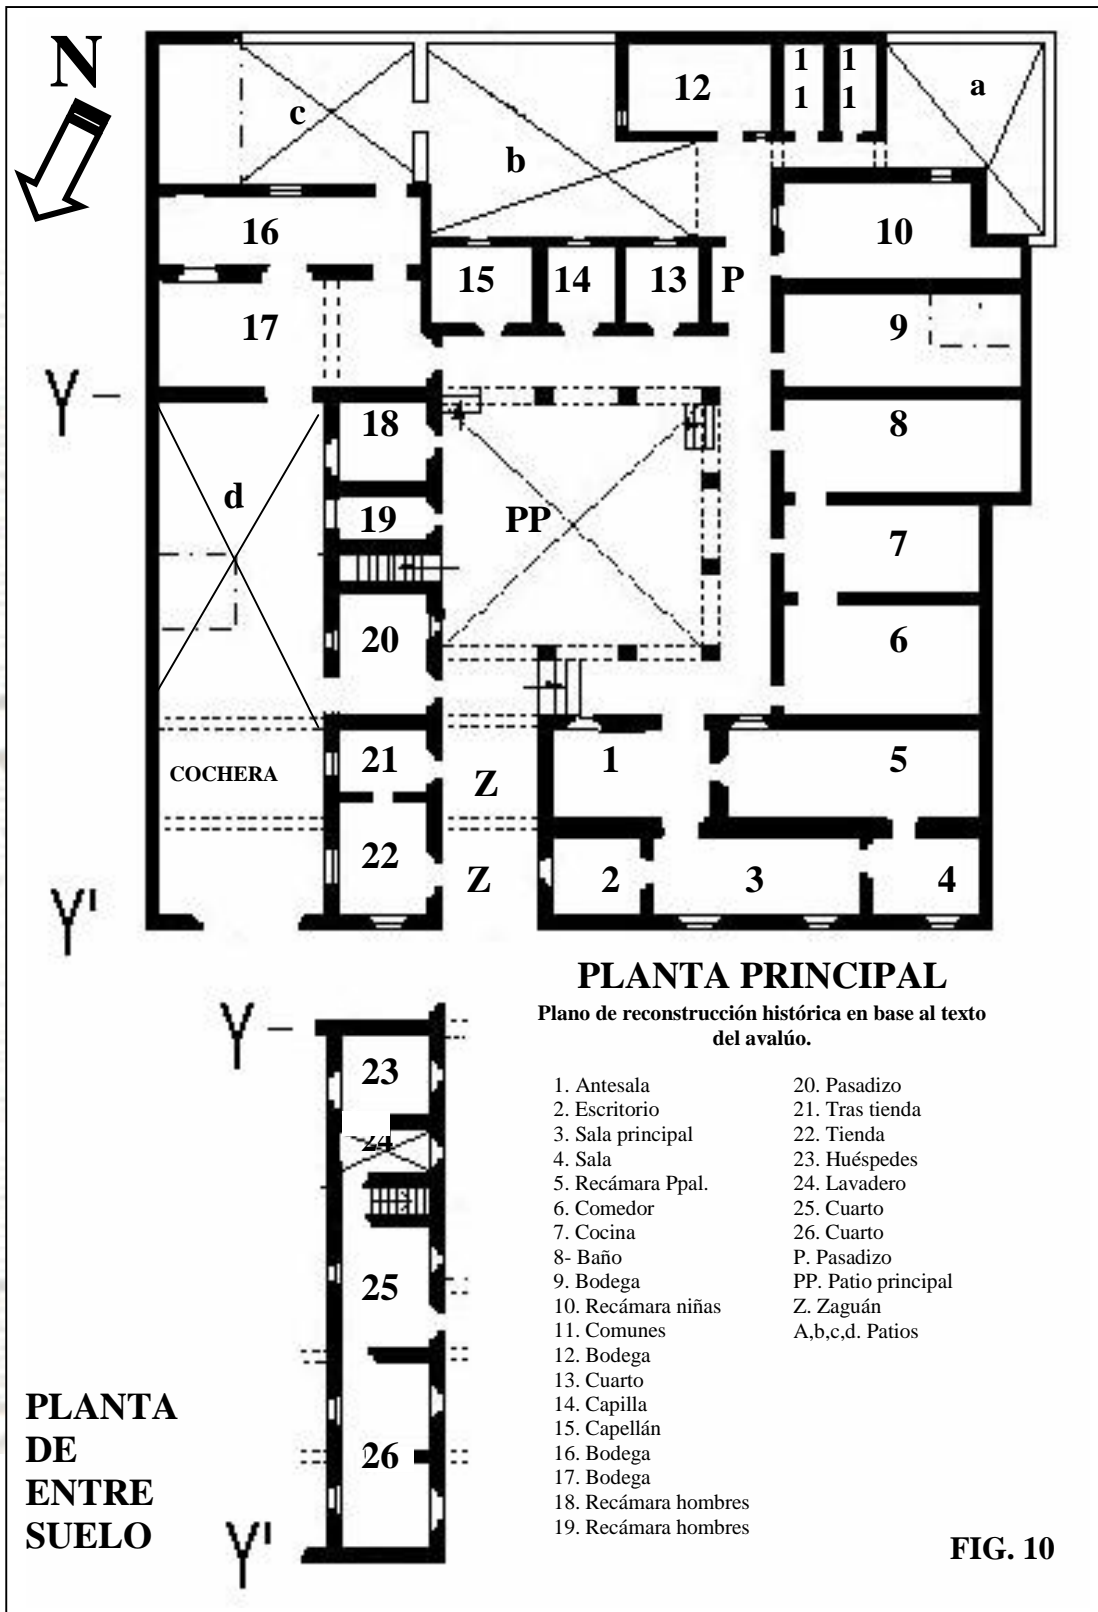 N
c
b
12
1 1
1 1
a
16
10
15
14
13
P
17
9
Y
18
8
d
19
PP
7
20
6
21
1
5
COCHERA
Z
22
Z
2
3
4
Y'
PLANTA PRINCIPAL
Plano de reconstrucción histórica en base al texto
del avalúo.
Y
23
24
25
26
Y'
1. Antesala
2. Escritorio
3. Sala principal
4. Sala
5. Recámara Ppal.
6. Comedor
7. Cocina
8- Baño
9. Bodega
10. Recámara niñas
11. Comunes
12. Bodega
13. Cuarto
14. Capilla
15. Capellán
16. Bodega
17. Bodega
18. Recámara hombres
19. Recámara hombres
20. Pasadizo
21. Tras tienda
22. Tienda
23. Huéspedes
24. Lavadero
25. Cuarto
26. Cuarto
P. Pasadizo
PP. Patio principal
Z. Zaguán
A,b,c,d. Patios
PLANTA
DE
ENTRE
SUELO
FIG. 10